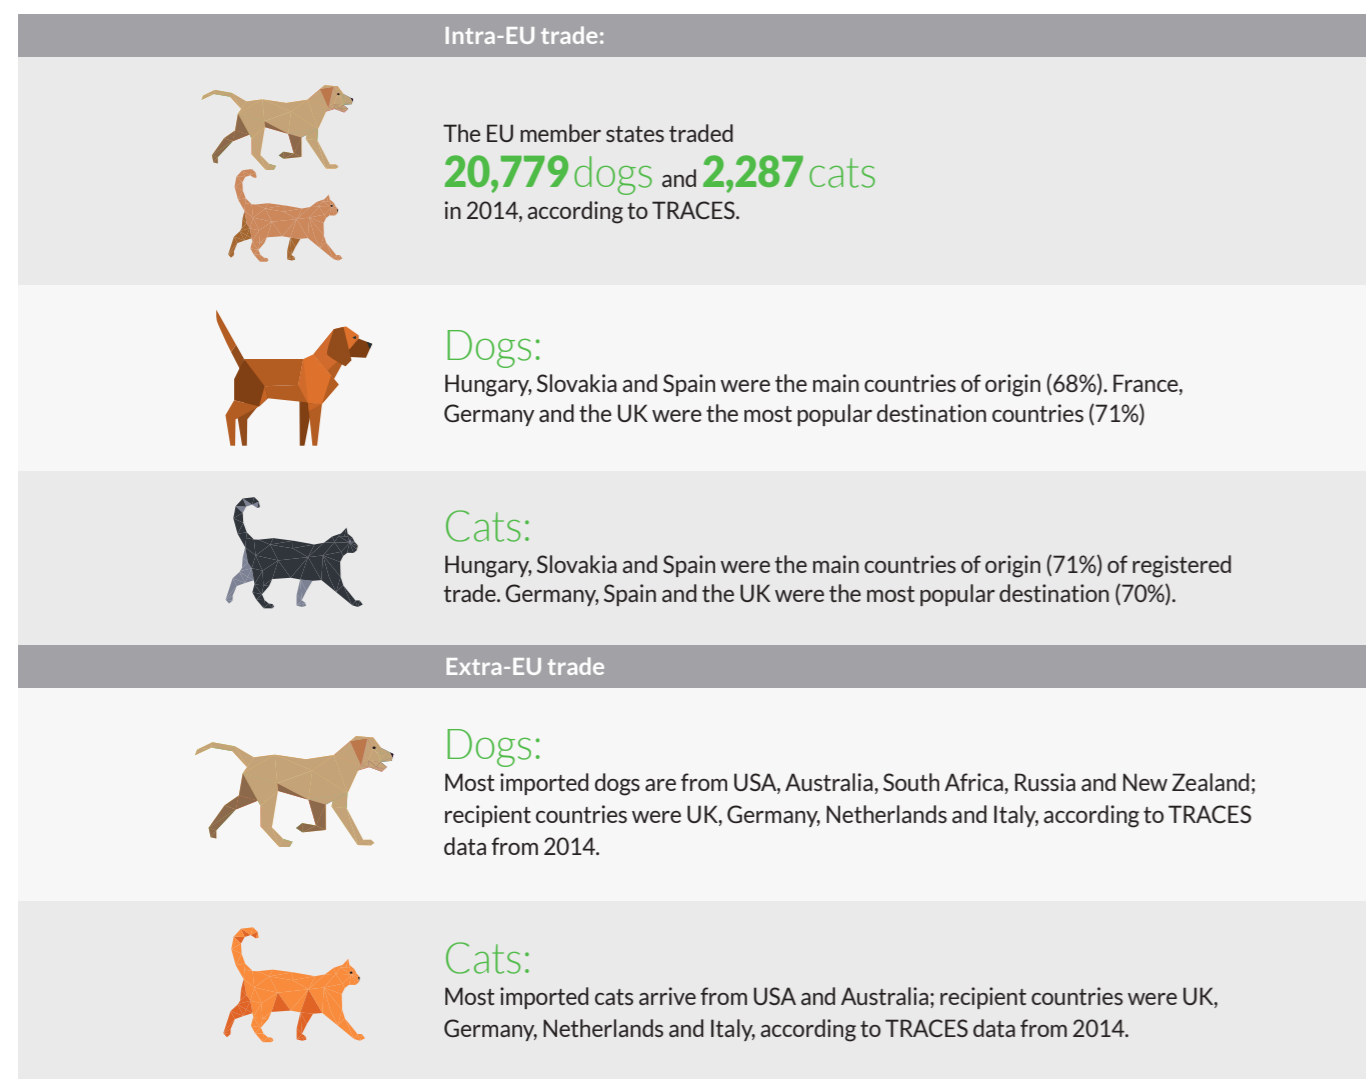 Intra-EU trade:
The EU member states traded
20,779 dogs and 2,287 cats
in 2014, according to TRACES.
Dogs:
Hungary, Slovakia and Spain were the main countries of origin (68%). France,
Germany and the UK were the most popular destination countries (71%)
Cats:
Hungary, Slovakia and Spain were the main countries of origin (71%) of registered
trade. Germany, Spain and the UK were the most popular destination (70%).
Extra-EU trade
Dogs:
Most imported dogs are from USA, Australia, South Africa, Russia and New Zealand;
recipient countries were UK, Germany, Netherlands and Italy, according to TRACES
data from 2014.
Cats:
Most imported cats arrive from USA and Australia; recipient countries were UK,
Germany, Netherlands and Italy, according to TRACES data from 2014.